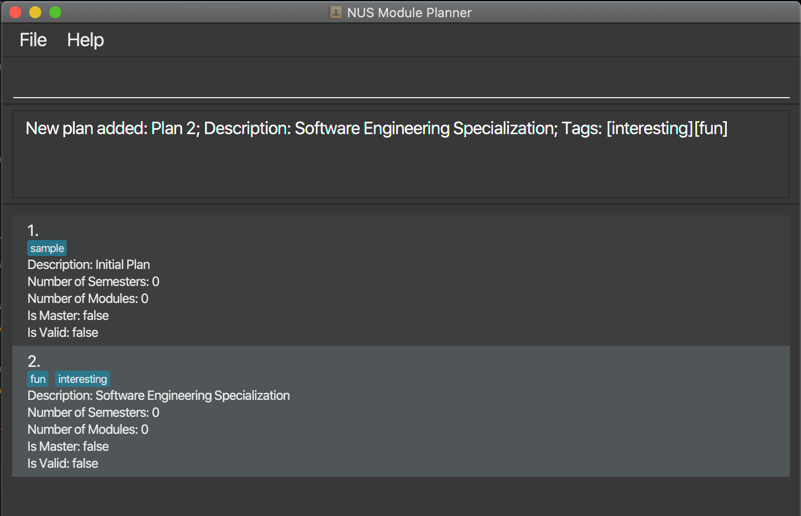 NUS Module Planner
File Help
New plan added: Plan 2; Description: Software Engineering Specialization; Tags: [interesting][fun]
1.
sample
Description: Initial Plan
Number of Semesters: 0
Number of Modules: 0
Is Master: false
Is Valid: false
2.
fun interesting
Description: Software Engineering Specialization
Number of Semesters: 0
Number of Modules: 0
Is Master: false
Is Valid: false